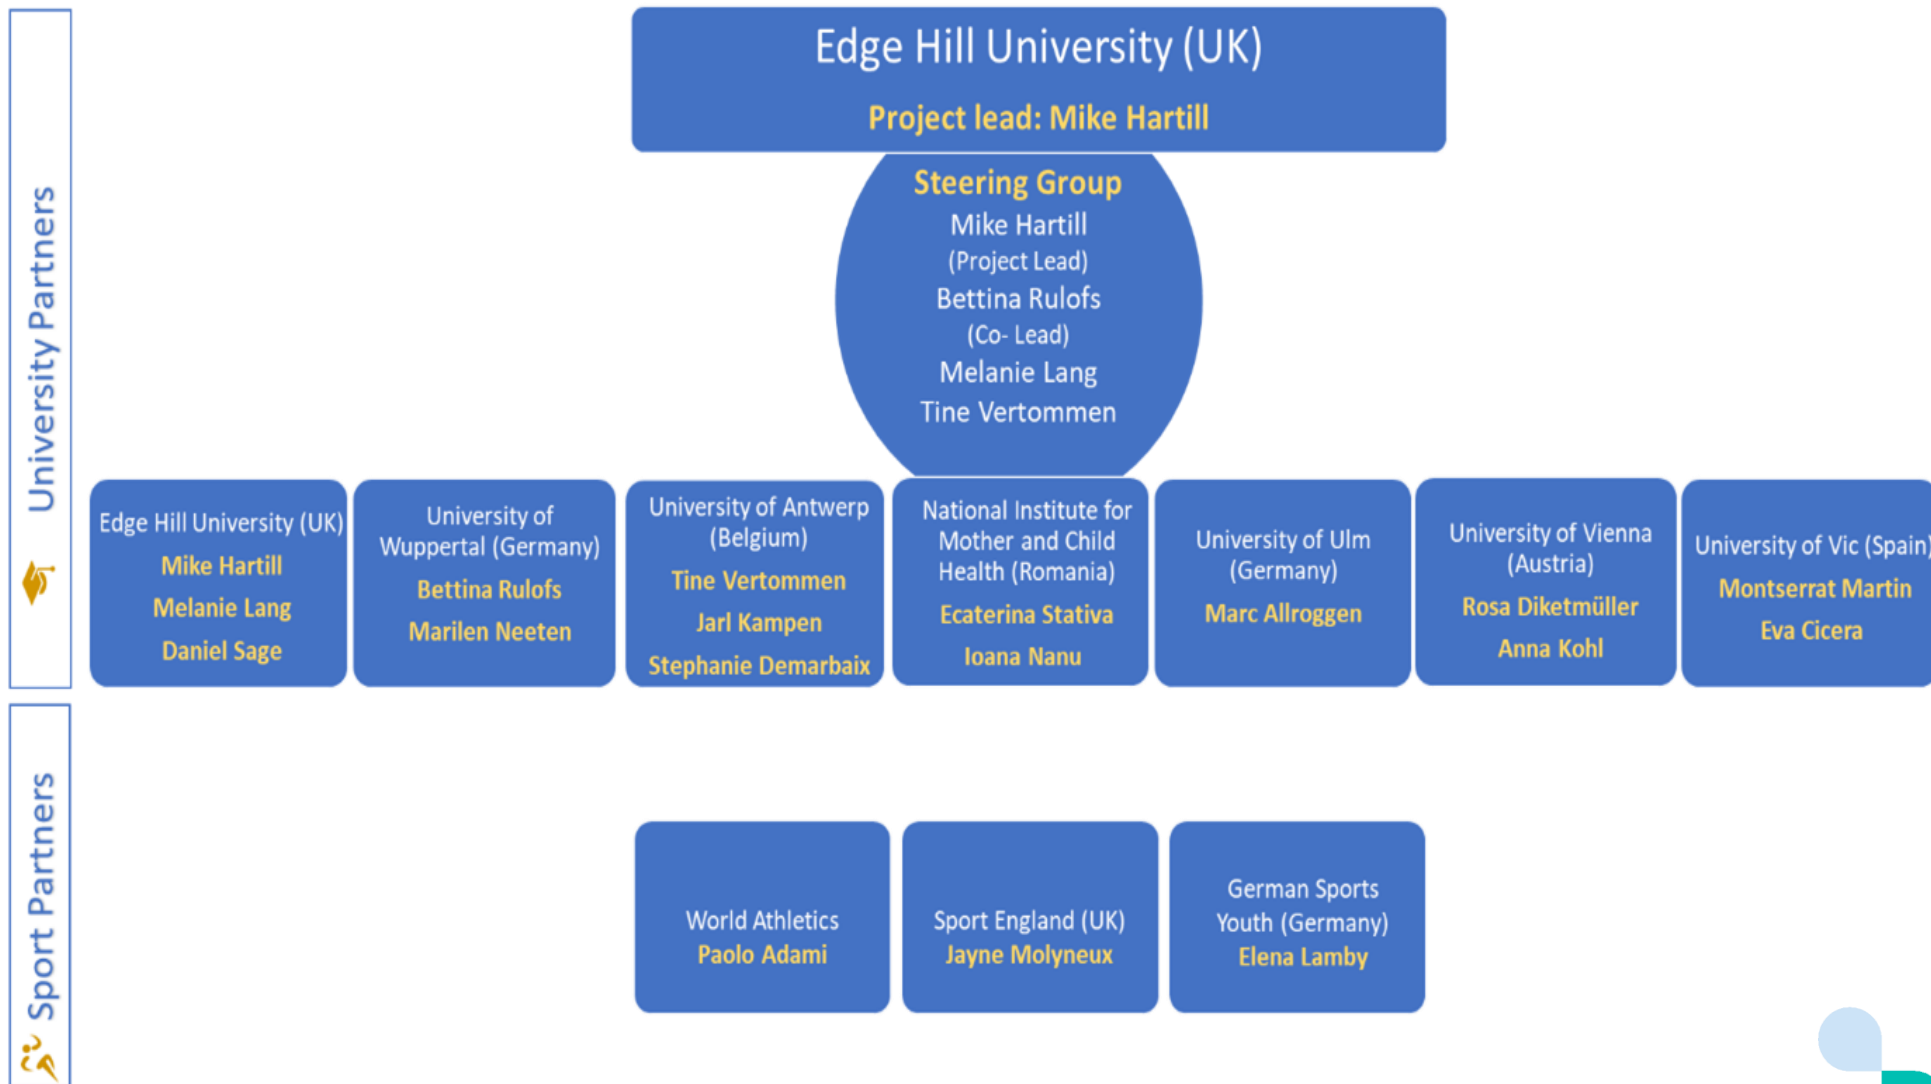 University Partners
Edge Hill University (UK)
Project lead: Mike Hartill
Steering Group
Mike Hartill
(Project Lead)
Bettina Rulofs
(Co- Lead)
Melanie Lang
Tine Vertommen
Edge Hill University (UK)
Mike Hartill
Melanie Lang
Daniel Sage
University of
Wuppertal (Germany)
Bettina Rulofs
Marilen Neeten
University of Antwerp
(Belgium)
Tine Vertommen
Jarl Kampen
Stephanie Demarbaix
National Institute for
Mother and Child
Health (Romania)
Ecaterina Stativa
Ioana Nanu
University of Ulm
(Germany)
Marc Allroggen
University of Vienna
(Austria)
Rosa Diketmüller
Anna Kohl
University of Vic (Spain)
Montserrat Martin
Eva Cicera
Sport Partners
World Athletics
Paolo Adami
Sport England (UK)
Jayne Molyneux
German Sports
Youth (Germany)
Elena Lamby